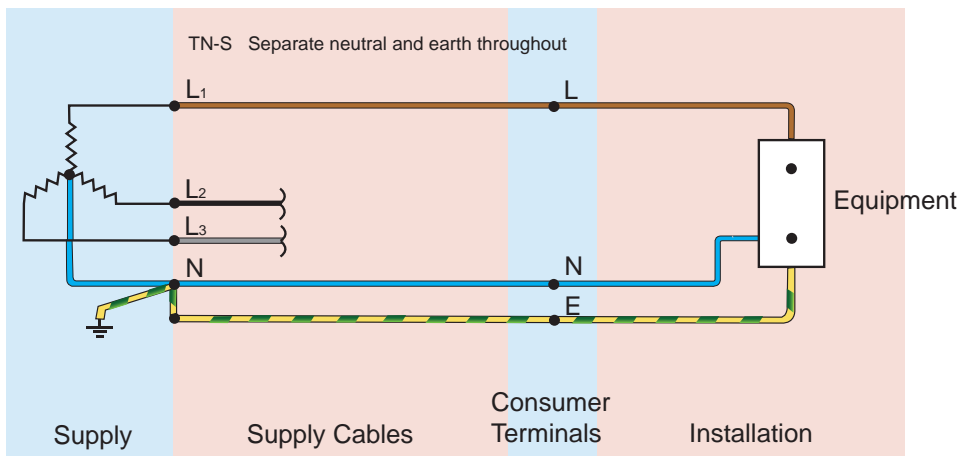 TN-S Separate neutral and earth throughout
L1
L
L2
Equipment
L3
N
N
E
Supply
Supply Cables
Consumer
Terminals
Installation